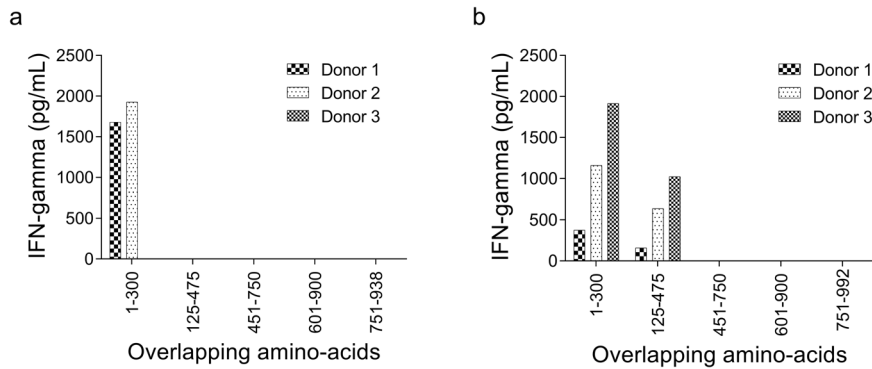 a
2500
2000
1500
1000
500
0
IFN-gamma (pg/mL)
Donor 1
Donor 2
Donor 3
1-300
125-475
451-750
601-900
751-938
Overlapping amino-acids
b
2500
2000
1500
1000
500
0
IFN-gamma (pg/mL)
Donor 1
Donor 2
Donor 3
1-300
125-475
451-750
601-900
751-992
Overlapping amino-acids